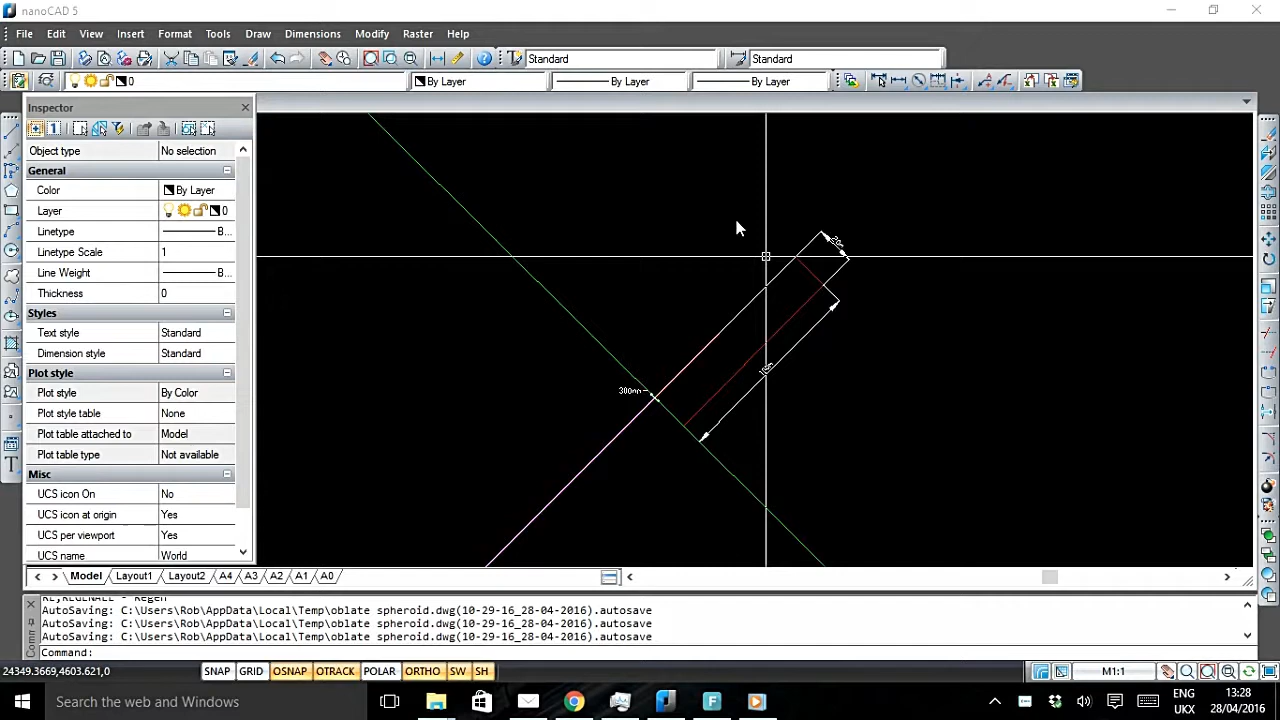 nanoCAD 5
File Edit View Insert Format Tools Draw Dimensions Modify Raster Help
Standard Standard
0 By Layer By Layer By Layer
Inspector
1
Object type No selection
General
Color By Layer
Layer 0
Linetype B...
Linetype Scale 1
Line Weight B...
Thickness 0
Styles
Text style Standard
Dimension style Standard
Plot style
Plot style By Color
Plot style table None
Plot table attached to Model
Plot table type Not available
Misc
UCS icon On No
UCS icon at origin Yes
UCS per viewport Yes
UCS name World
Model Layout1 Layout2 A4 A3 A2 A1 A0
RE,REGENALL - Regen
AutoSaving: C:\Users\Rob\AppData\Local\Temp\oblate spheroid.dwg(10-29-16_28-04-2016).autosave
AutoSaving: C:\Users\Rob\AppData\Local\Temp\oblate spheroid.dwg(10-29-16_28-04-2016).autosave
AutoSaving: C:\Users\Rob\AppData\Local\Temp\oblate spheroid.dwg(10-29-16_28-04-2016).autosave
Command:
24349.3669,4603.621,0 SNAP GRID OSNAP OTRACK POLAR ORTHO SW SH M1:1
Search the web and Windows
ENG
UKX
13:28
28/04/2016